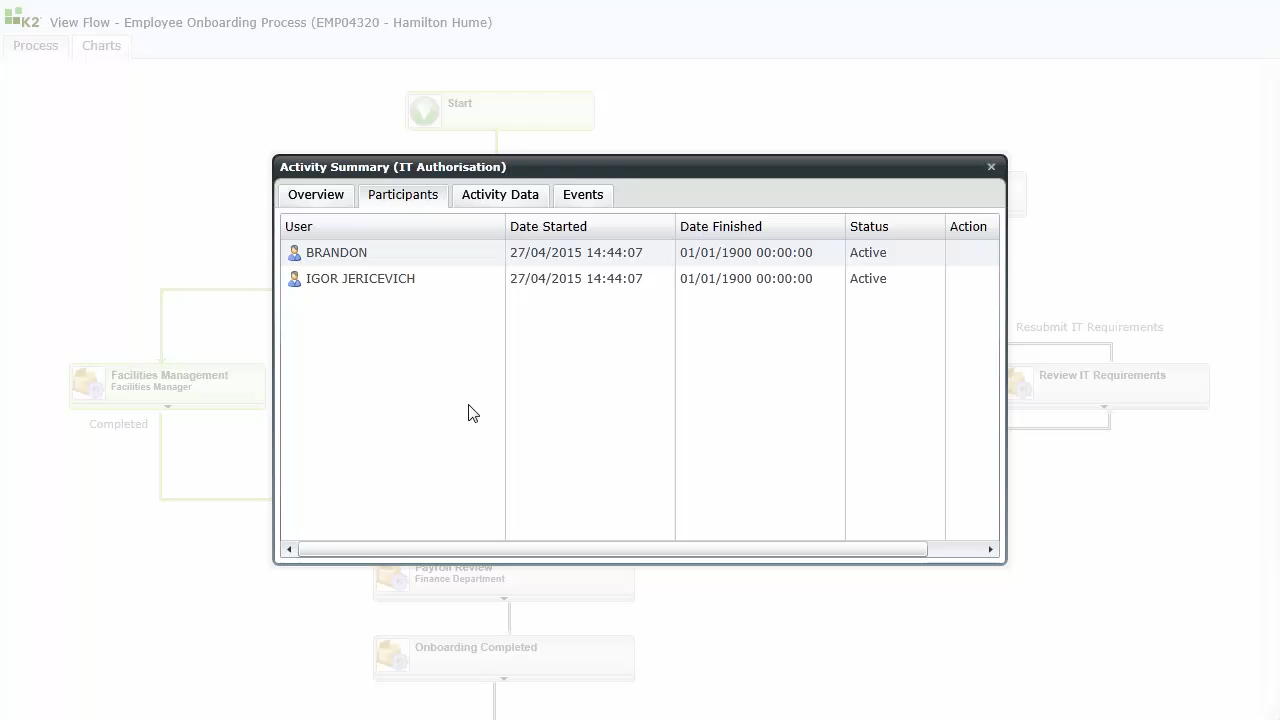 K2 View Flow - Employee Onboarding Process (EMP04320 - Hamilton Hume)
Process Charts
Start
Activity Summary (IT Authorisation)
Overview Participants Activity Data Events
User Date Started Date Finished Status Action
BRANDON 27/04/2015 14:44:07 01/01/1900 00:00:00 Active
IGOR JERICEVICH 27/04/2015 14:44:07 01/01/1900 00:00:00 Active
Resubmit IT Requirements
Facilities Management
Facilities Manager
Review IT Requirements
Completed
Payroll Review
Finance Department
Onboarding Completed